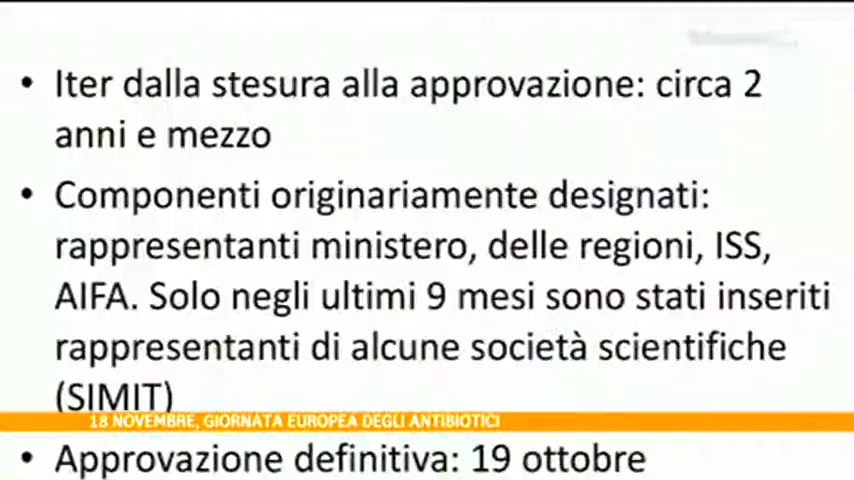 • Iter dalla stesura alla approvazione: circa 2
anni e mezzo
• Componenti originariamente designati:
rappresentanti ministero, delle regioni, ISS,
AIFA. Solo negli ultimi 9 mesi sono stati inseriti
rappresentanti di alcune società scientifiche
(SIMIT)
18 NOVEMBRE, GIORNATA EUROPEA DEGLI ANTIBIOTICI
• Approvazione definitiva: 19 ottobre